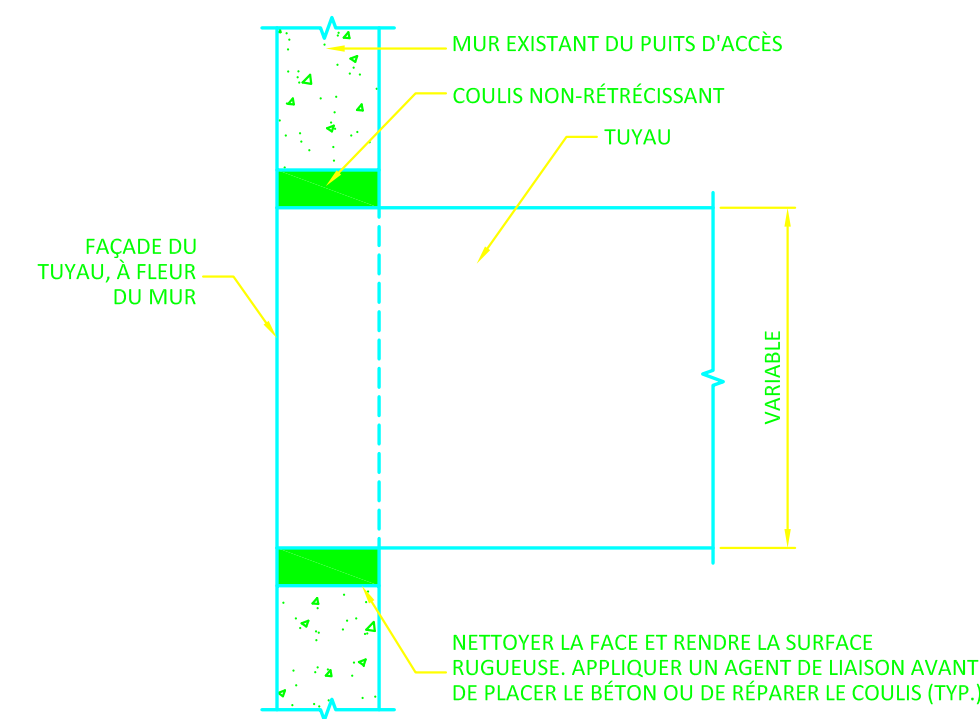 MUR EXISTANT DU PUITS D'ACCÈS
COULIS NON-RÉTRÉCISSANT
TUYAU
FAÇADE DU
TUYAU, À FLEUR
DU MUR
VARIABLE
NETTOYER LA FACE ET RENDRE LA SURFACE
RUGUEUSE. APPLIQUER UN AGENT DE LIAISON AVANT
DE PLACER LE BÉTON OU DE RÉPARER LE COULIS (TYP.)